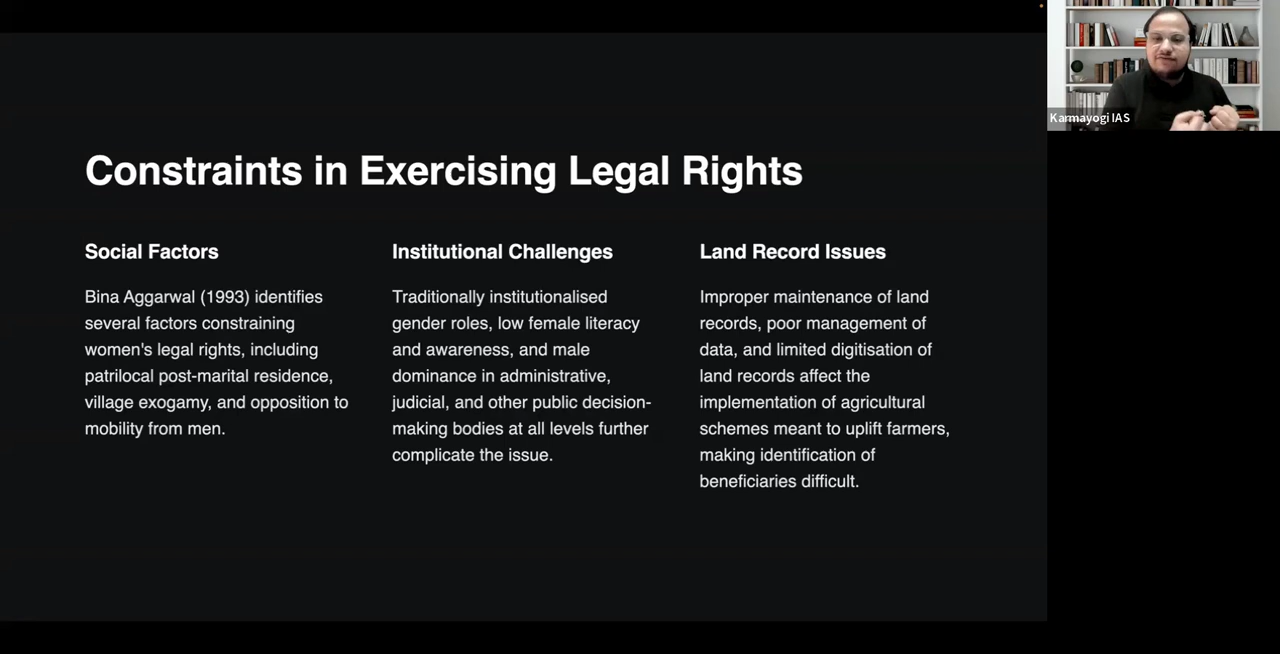 Karmayogi IAS
Constraints in Exercising Legal Rights
Social Factors
Bina Aggarwal (1993) identifies
several factors constraining
women's legal rights, including
patrilocal post-marital residence,
village exogamy, and opposition to
mobility from men.
Institutional Challenges
Traditionally institutionalised
gender roles, low female literacy
and awareness, and male
dominance in administrative,
judicial, and other public decision-
making bodies at all levels further
complicate the issue.
Land Record Issues
Improper maintenance of land
records, poor management of
data, and limited digitisation of
land records affect the
implementation of agricultural
schemes meant to uplift farmers,
making identification of
beneficiaries difficult.